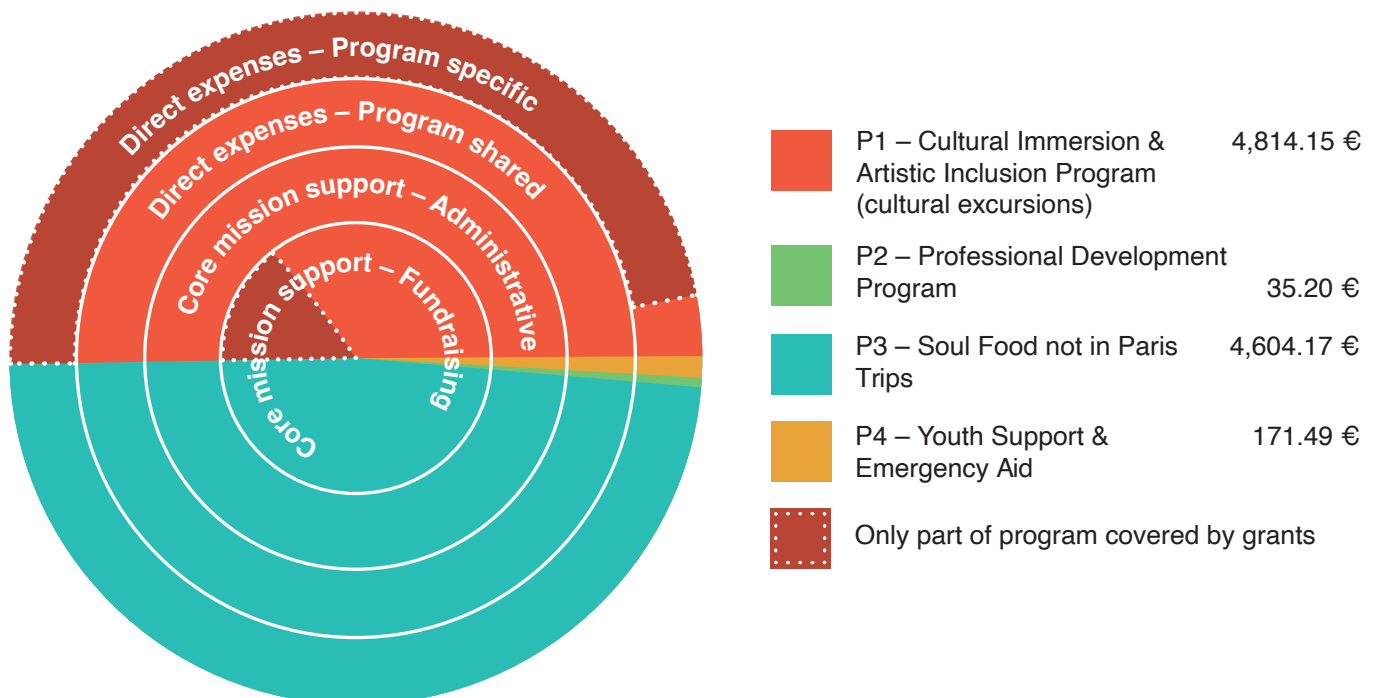 Direct expenses – Program specific
Direct expenses – Program shared
Core mission support – Administrative
Core mission support – Fundraising
P1 – Cultural Immersion & 4,814.15 €
Artistic Inclusion Program
(cultural excursions)
P2 – Professional Development
Program 35.20 €
P3 – Soul Food not in Paris 4,604.17 €
Trips
P4 – Youth Support & 171.49 €
Emergency Aid
Only part of program covered by grants